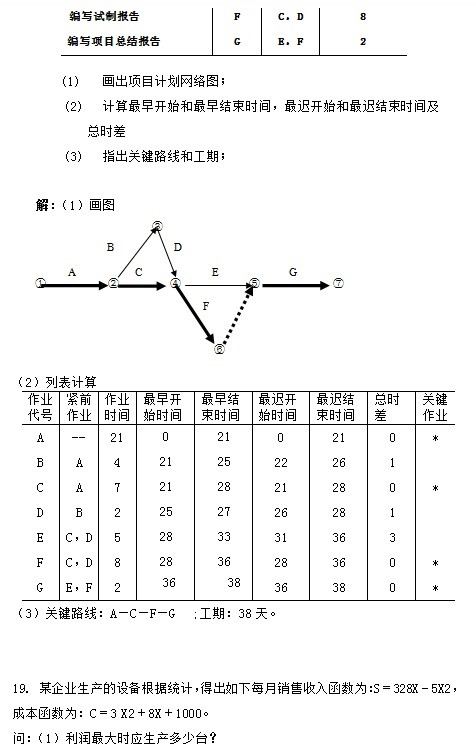 编写试制报告 F C，D 8
编写项目总结报告 G E，F 2
(1) 画出项目计划网络图；
(2) 计算最早开始和最早结束时间，最迟开始和最迟结束时间及
总时差
(3) 指出关键路线和工期；
解：（1）画图
③
B D
A C E G
① ② ④ ⑤ ⑦
F
⑥
（2）列表计算
作业 紧前 作业 最早开 最早结 最迟开 最迟结 总时 关键
代号 作业 时间 始时间 束时间 始时间 束时间 差 作业
A -- 21 0 21 0 21 0 *
B A 4 21 25 22 26 1
C A 7 21 28 21 28 0 *
D B 2 25 27 26 28 1
E C，D 5 28 33 31 36 3
F C，D 8 28 36 28 36 0 *
G E，F 2 36 38 36 38 0 *
（3）关键路线：A－C－F－G ；工期：38 天。
19. 某企业生产的设备根据统计，得出如下每月销售收入函数为：S＝328X－5X2，
成本函数为：C＝3 X2＋8X＋1000。
问：（1）利润最大时应生产多少台？